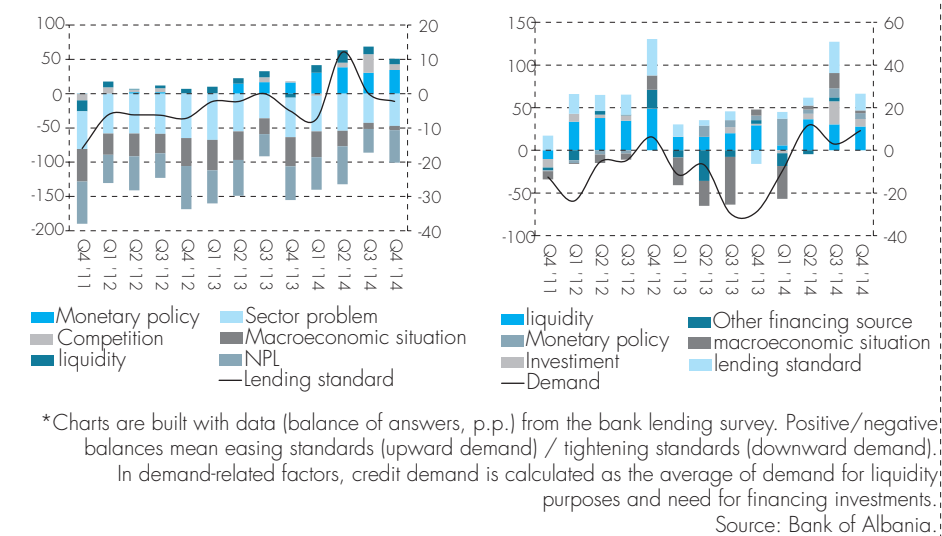 100
50
0
-50
-100
-150
-200
20
10
0
-10
-20
-30
-40
Q4 '11
Q1 '12
Q2 '12
Q3 '12
Q4 '12
Q1 '13
Q2 '13
Q3 '13
Q4 '13
Q1 '14
Q2 '14
Q3 '14
Q4 '14
Monetary policy
Sector problem
Competition
Macroeconomic situation
liquidity
NPL
Lending standard
150
100
50
0
-50
-100
60
40
20
0
-20
-40
Q4 '11
Q1 '12
Q2 '12
Q3 '12
Q4 '12
Q1 '13
Q2 '13
Q3 '13
Q4 '13
Q1 '14
Q2 '14
Q3 '14
Q4 '14
liquidity
Other financing source
Monetary policy
macroeconomic situation
Investiment
lending standard
Demand
*Charts are built with data (balance of answers, p.p.) from the bank lending survey. Positive/negative
balances mean easing standards (upward demand) / tightening standards (downward demand).
In demand-related factors, credit demand is calculated as the average of demand for liquidity
purposes and need for financing investments.
Source: Bank of Albania.